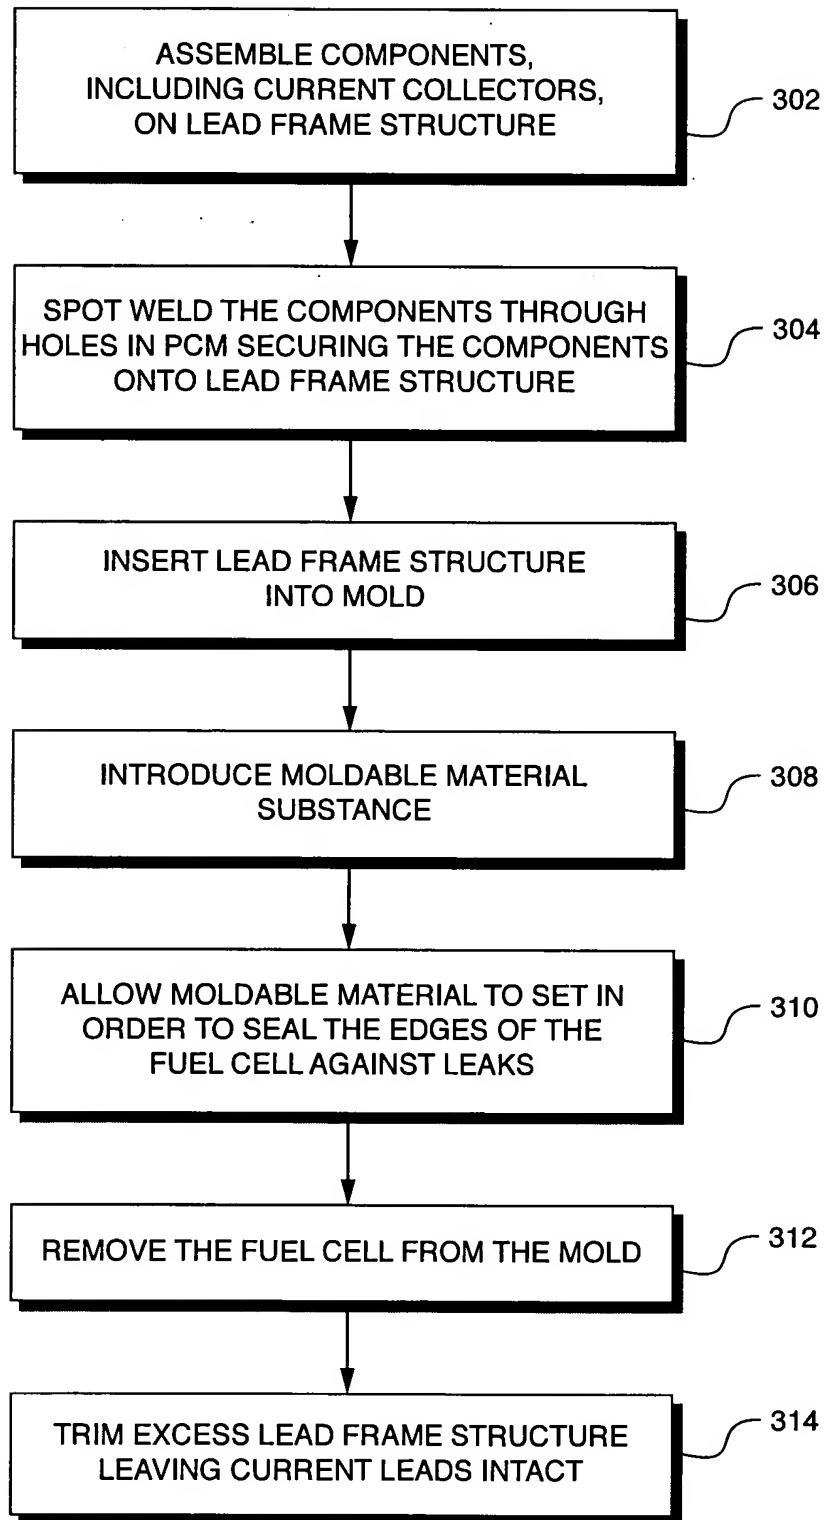 ASSEMBLE COMPONENTS,
INCLUDING CURRENT COLLECTORS,
ON LEAD FRAME STRUCTURE
302
SPOT WELD THE COMPONENTS THROUGH
HOLES IN PCM SECURING THE COMPONENTS
ONTO LEAD FRAME STRUCTURE
304
INSERT LEAD FRAME STRUCTURE
INTO MOLD
306
INTRODUCE MOLDABLE MATERIAL
SUBSTANCE
308
ALLOW MOLDABLE MATERIAL TO SET IN
ORDER TO SEAL THE EDGES OF THE
FUEL CELL AGAINST LEAKS
310
REMOVE THE FUEL CELL FROM THE MOLD
312
TRIM EXCESS LEAD FRAME STRUCTURE
LEAVING CURRENT LEADS INTACT
314